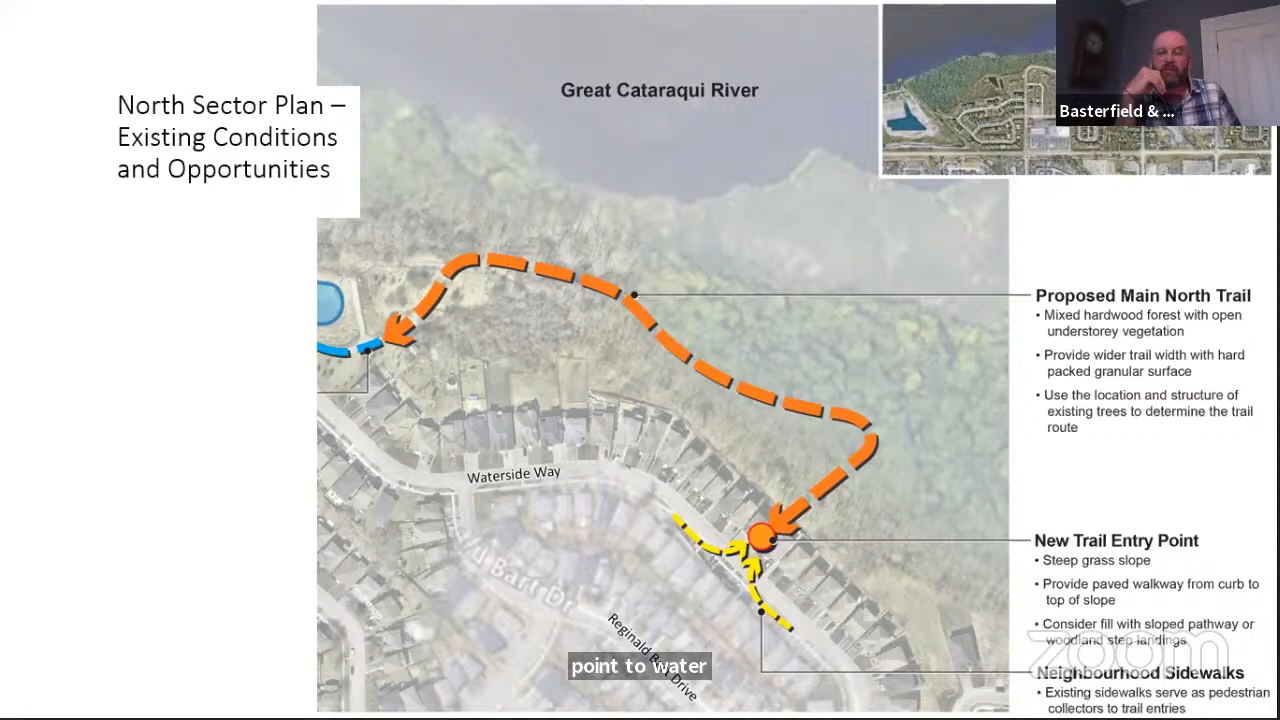 North Sector Plan –
Existing Conditions
and Opportunities
Great Cataraqui River
Basterfield & ...
Proposed Main North Trail
• Mixed hardwood forest with open
understorey vegetation
• Provide wider trail width with hard
packed granular surface
• Use the location and structure of
existing trees to determine the trail
route
Waterside Way
Bart Dr
Reginald Bart Drive
New Trail Entry Point
• Steep grass slope
• Provide paved walkway from curb to
top of slope
• Consider fill with sloped pathway or
woodland step landings
zoom
Neighbourhood Sidewalks
• Existing sidewalks serve as pedestrian
collectors to trail entries
point to water